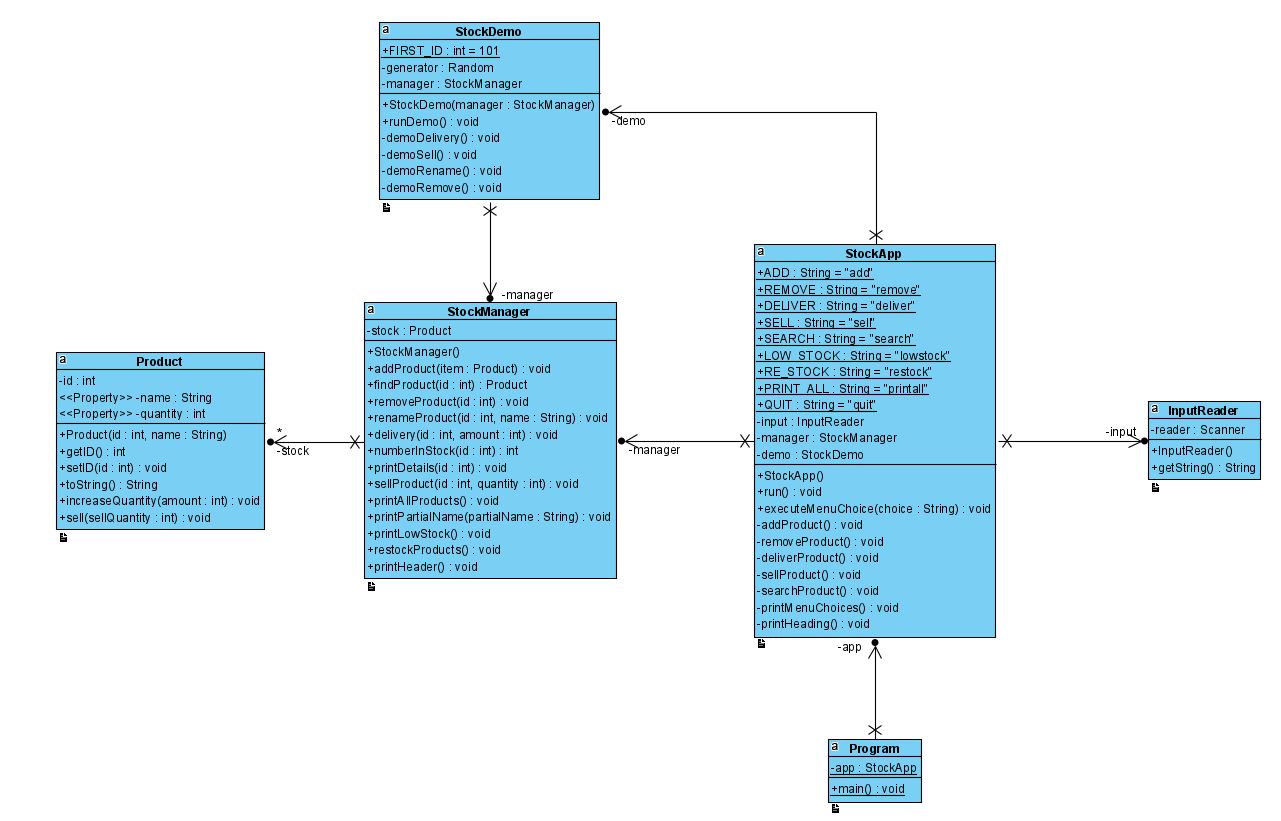 StockDemo
+FIRST_ID : int = 101
-generator : Random
-manager : StockManager
+StockDemo(manager : StockManager)
+runDemo() : void
-demoDelivery() : void
-demoSell() : void
-demoRename() : void
-demoRemove() : void
-demo
-manager
StockManager
-stock : Product
+StockManager()
+addProduct(item : Product) : void
+findProduct(id : int) : Product
+removeProduct(id : int) : void
+renameProduct(id : int, name : String) : void
+delivery(id : int, amount : int) : void
+numberInStock(id : int) : int
+printDetails(id : int) : void
+sellProduct(id : int, quantity : int) : void
+printAllProducts() : void
+printPartialName(partialName : String) : void
+printLowStock() : void
+restockProducts() : void
+printHeader() : void
Product
-id : int
<<Property>> -name : String
<<Property>> -quantity : int
+Product(id : int, name : String)
+getID() : int
+setID(id : int) : void
+toString() : String
+increaseQuantity(amount : int) : void
+sell(sellQuantity : int) : void
*
-stock
-manager
StockApp
+ADD : String = "add"
+REMOVE : String = "remove"
+DELIVER : String = "deliver"
+SELL : String = "sell"
+SEARCH : String = "search"
+LOW_STOCK : String = "lowstock"
+RE_STOCK : String = "restock"
+PRINT_ALL : String = "printall"
+QUIT : String = "quit"
-input : InputReader
-manager : StockManager
-demo : StockDemo
+StockApp()
+run() : void
+executeMenuChoice(choice : String) : void
-addProduct() : void
-removeProduct() : void
-deliverProduct() : void
-sellProduct() : void
-searchProduct() : void
-printMenuChoices() : void
-printHeading() : void
-input
InputReader
-reader : Scanner
+InputReader()
+getString() : String
-app
Program
-app : StockApp
+main() : void